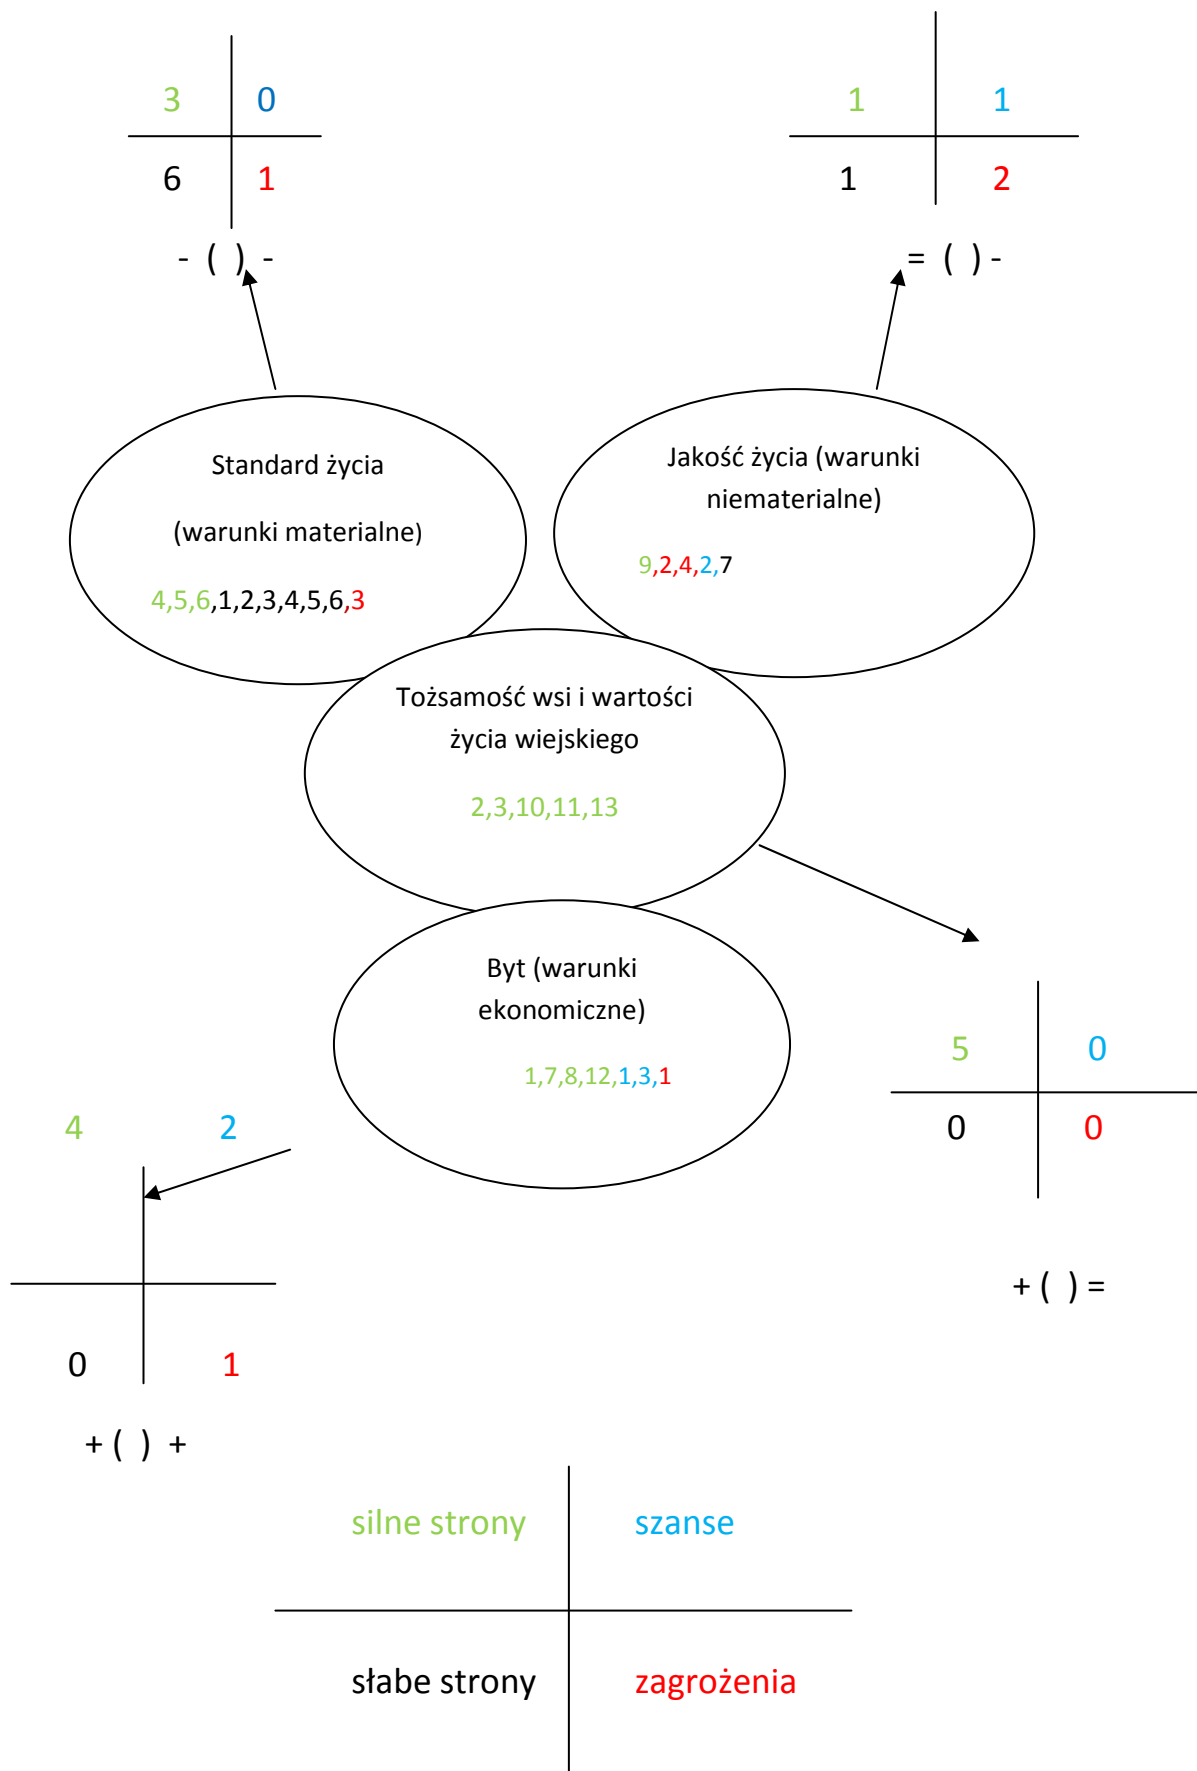 3 0
6 1
- ( ) -
1 1
1 2
= ( ) -
Standard życia
(warunki materialne)
4,5,6,1,2,3,4,5,6,3
Jakość życia (warunki
niematerialne)
9,2,4,2,7
Tożsamość wsi i wartości
życia wiejskiego
2,3,10,11,13
Byt (warunki
ekonomiczne)
1,7,8,12,1,3,1
5 0
0 0
+ ( ) =
4 2
0 1
+ ( ) +
silne strony szanse
słabe strony zagrożenia